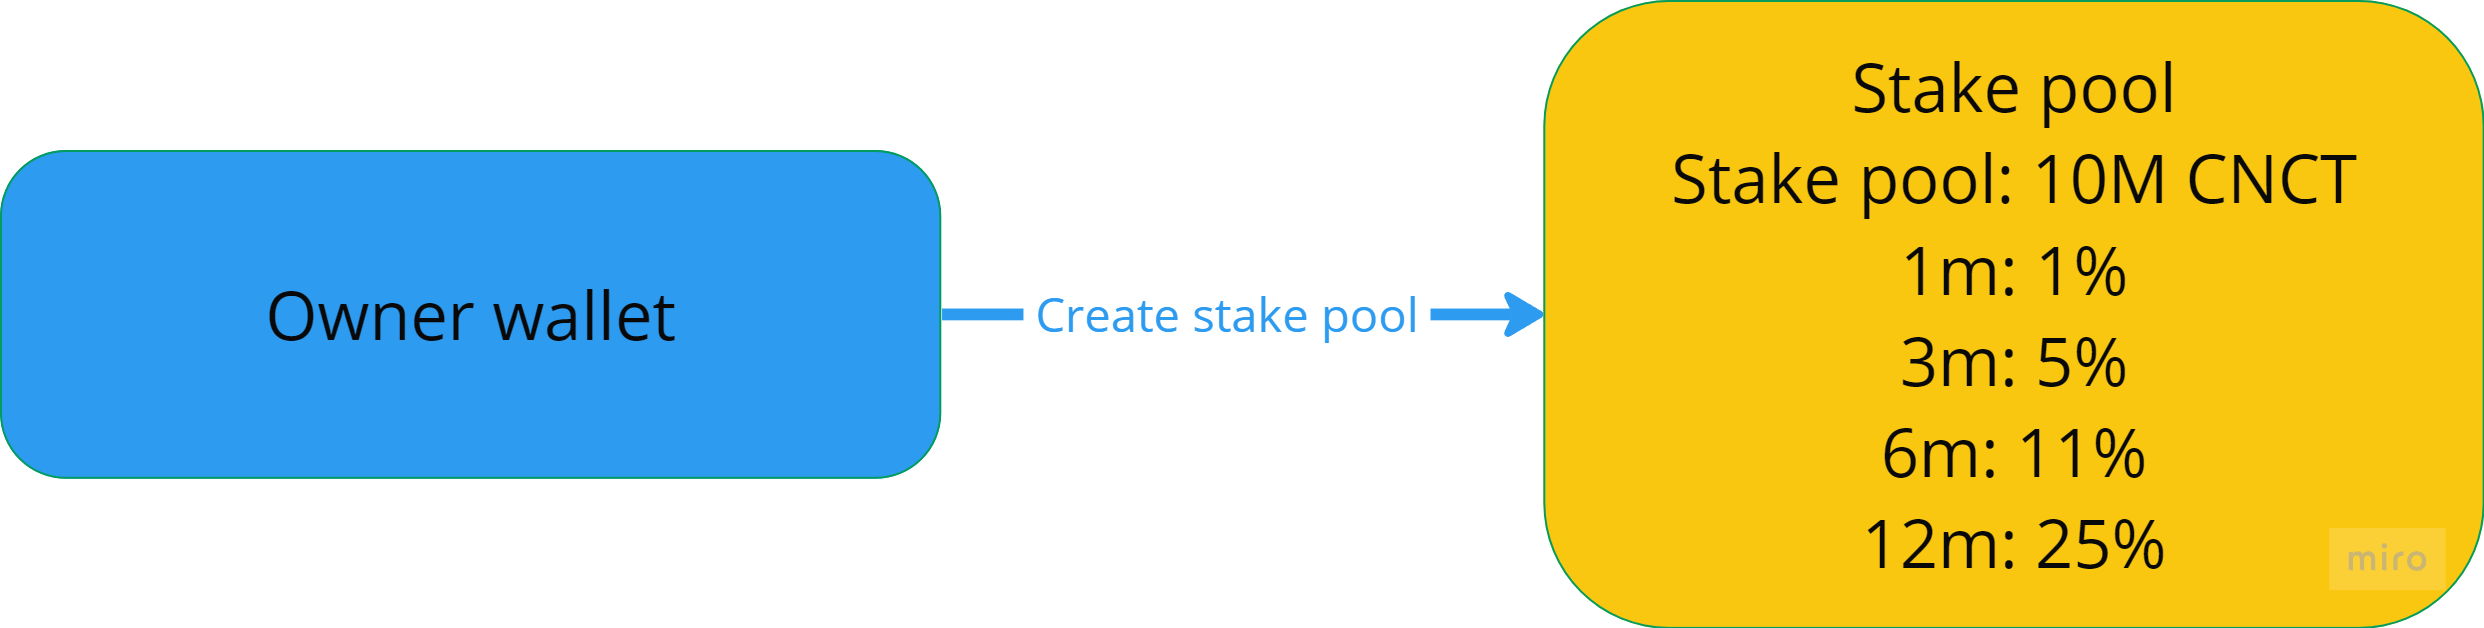 Owner wallet
Create stake pool
Stake pool
Stake pool: 10M CNCT
1m: 1%
3m: 5%
6m: 11%
12m: 25%
miro